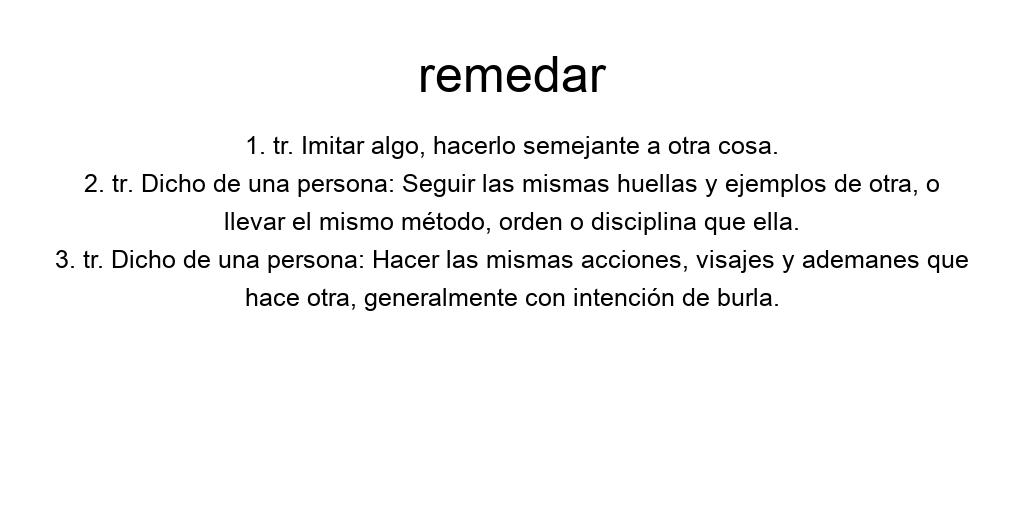 remedar
1. tr. Imitar algo, hacerlo semejante a otra cosa.
2. tr. Dicho de una persona: Seguir las mismas huellas y ejemplos de otra, o
llevar el mismo método, orden o disciplina que ella.
3. tr. Dicho de una persona: Hacer las mismas acciones, visajes y ademanes que
hace otra, generalmente con intención de burla.